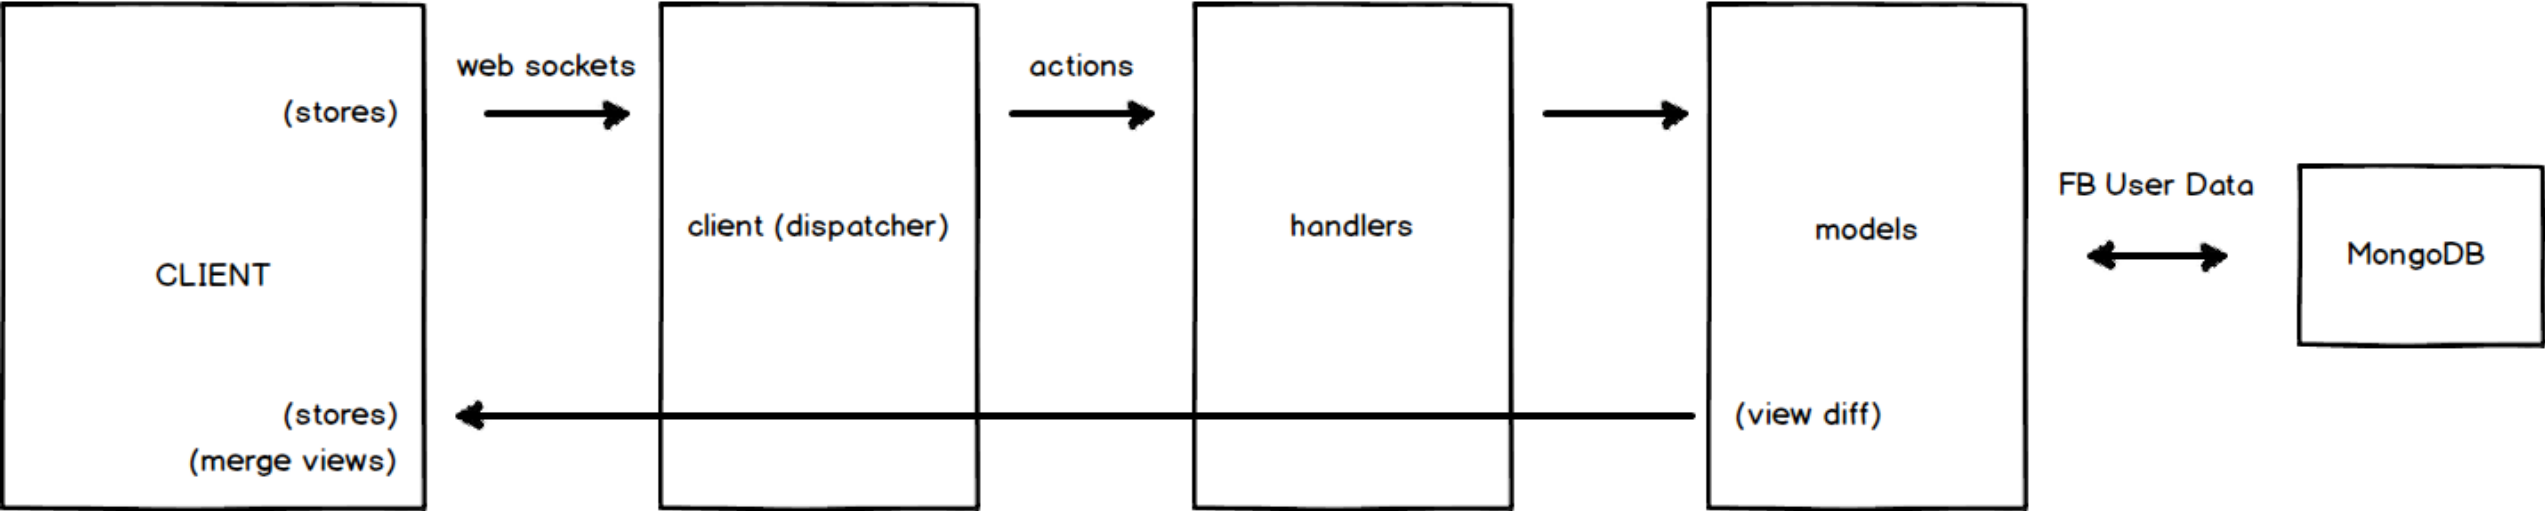 web sockets
actions
(stores)
FB User Data
client (dispatcher)
handlers
models
MongoDB
CLIENT
(stores)
(view diff)
(merge views)